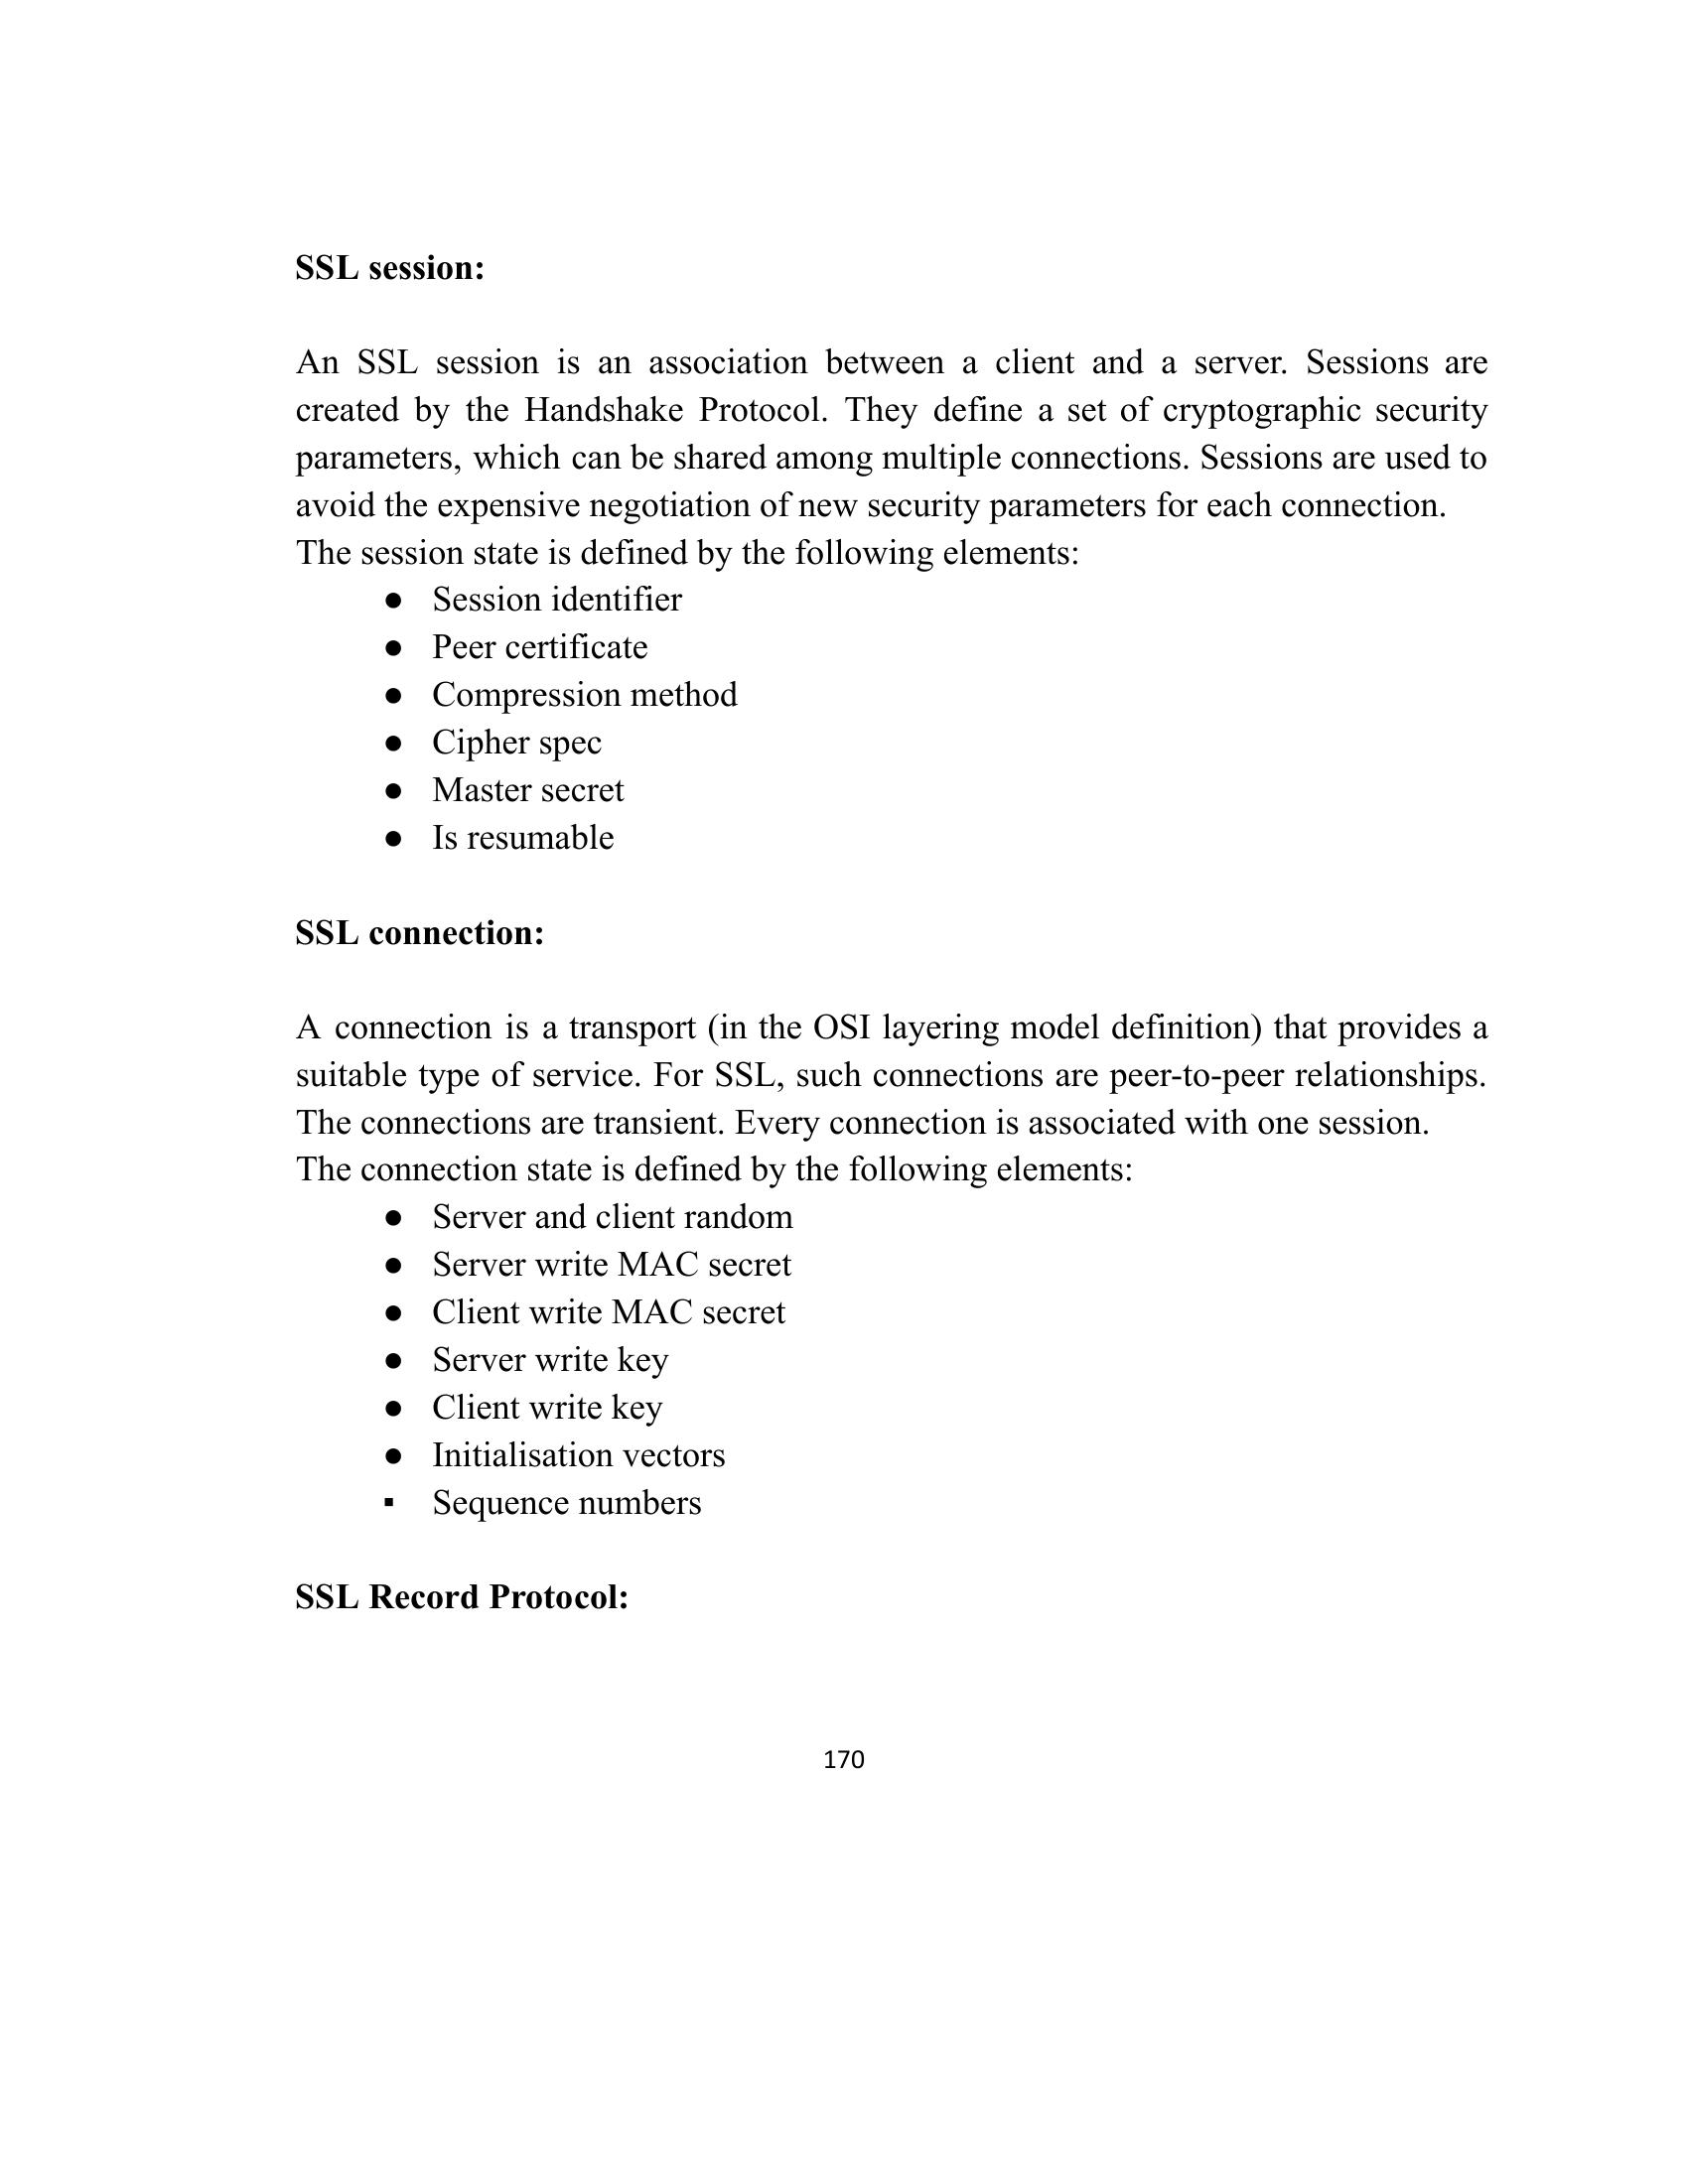 SSL session:
An SSL session is an association between a client and a server. Sessions are
created by the Handshake Protocol. They define a set of cryptographic security
parameters, which can be shared among multiple connections. Sessions are used to
avoid the expensive negotiation of new security parameters for each connection.
The session state is defined by the following elements:
● Session identifier
● Peer certificate
● Compression method
● Cipher spec
● Master secret
● Is resumable
SSL connection:
A connection is a transport (in the OSI layering model definition) that provides a
suitable type of service. For SSL, such connections are peer-to-peer relationships.
The connections are transient. Every connection is associated with one session.
The connection state is defined by the following elements:
● Server and client random
● Server write MAC secret
● Client write MAC secret
● Server write key
● Client write key
● Initialisation vectors
▪ Sequence numbers
SSL Record Protocol:
170